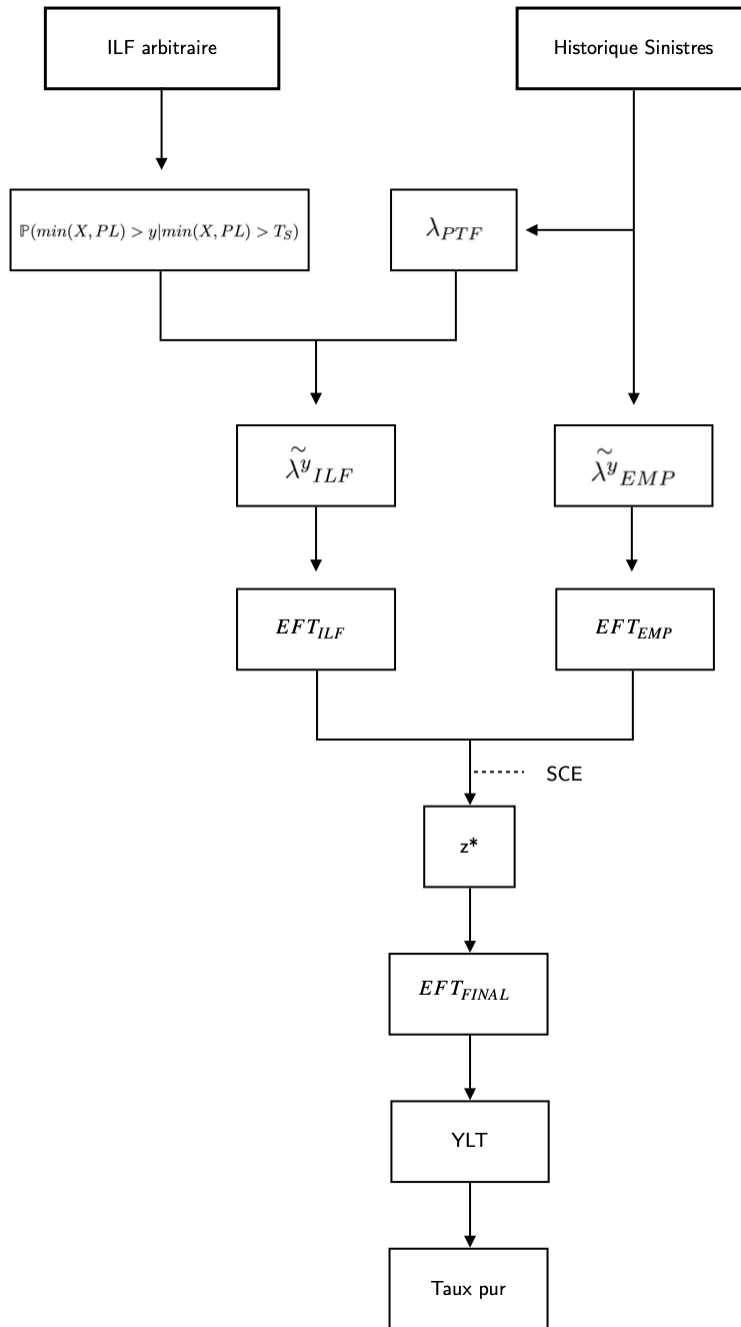 ILF arbitraire
Historique Sinistres
ℙ(min(X, PL) > y|min(X, PL) > T_S)
λ_PTF
λ̃^y_ILF
λ̃^y_EMP
EFT_ILF
EFT_EMP
SCE
z*
EFT_FINAL
YLT
Taux pur